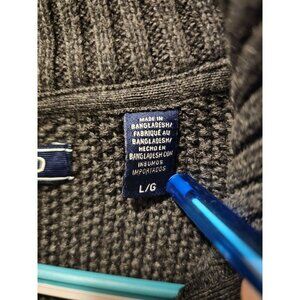 MADE IN
BANGLADESH/
FABRIQUÉ AU
BANGLADESH/
HECHO EN
BANGLADESH CON
INSUMOS
IMPORTADOS
L/G